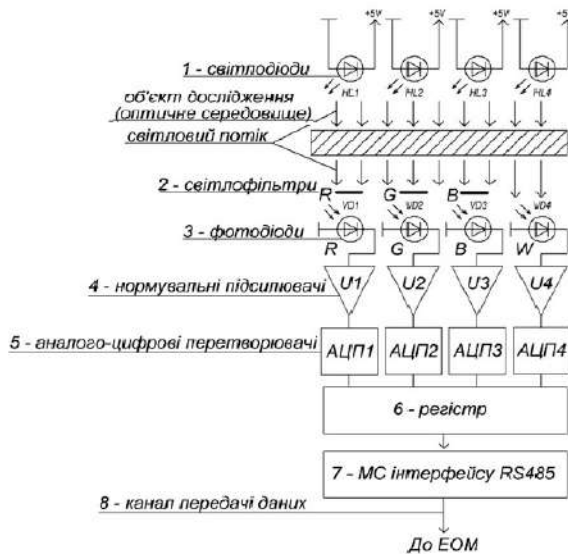 +5V +5V +5V +5V
1 - світлодіоди
HL1 HL2 HL3 HL4
об'єкт дослідження
(оптичне середовище)
світловий потік
2 - світлофільтри
R G B
VD1 VD2 VD3 VD4
3 - фотодіоди
R G B W
4 - нормувальні підсилювачі
U1 U2 U3 U4
5 - аналого-цифрові перетворювачі
АЦП1 АЦП2 АЦП3 АЦП4
6 - регістр
7 - МС інтерфейсу RS485
8 - канал передачі даних
До ЕОМ